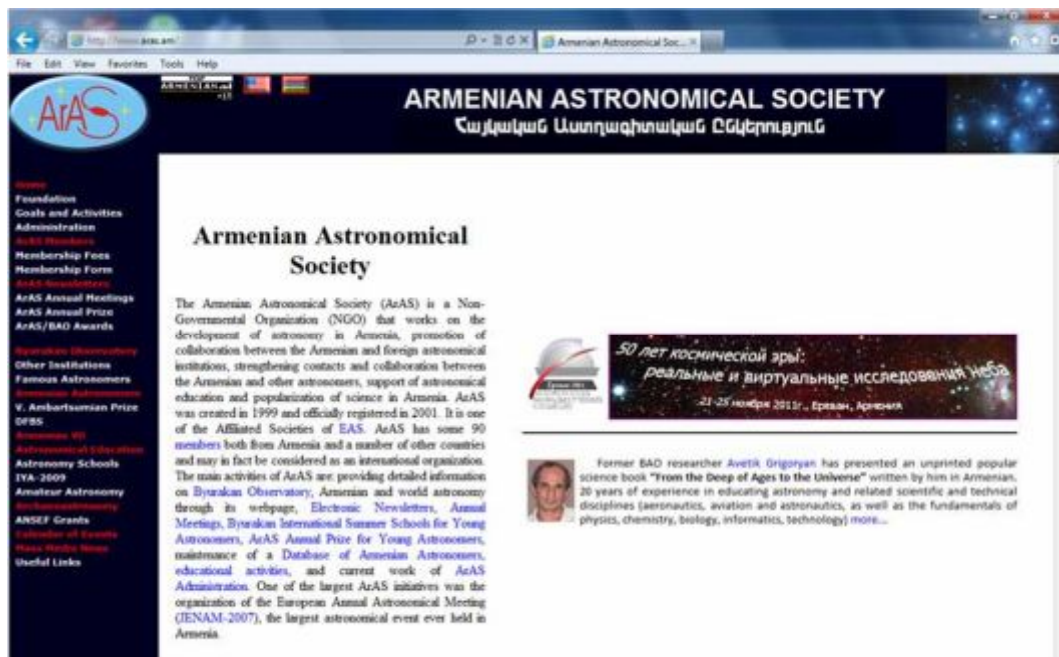 Armenian Astronomical Soc...
File Edit View Favorites Tools Help
ArAS
ARMENIAN ASTRONOMICAL SOCIETY
Հայկական Աստղագիտական Ընկերություն
Home
Foundation
Goals and Activities
Administration
ArAS Members
Membership Fees
Membership Form
ArAS Newsletters
ArAS Annual Meetings
ArAS Annual Prize
ArAS/BAO Awards
Byurakan Observatory
Other Institutions
Famous Astronomers
Armenian Astronomers
V. Ambartsumian Prize
DFBS
Armenian VO
Astronomical Education
Astronomy Schools
IYA-2009
Amateur Astronomy
Archaeoastronomy
ANSEF Grants
Calendar of Events
Mass Media News
Useful Links
Armenian Astronomical
Society
The Armenian Astronomical Society (ArAS) is a Non-
Governmental Organization (NGO) that works on the
development of astronomy in Armenia, promotion of
collaboration between the Armenian and foreign astronomical
institutions, strengthening contacts and collaboration between
the Armenian and other astronomers, support of astronomical
education and popularization of science in Armenia. ArAS
was created in 1999 and officially registered in 2001. It is one
of the Affiliated Societies of EAS. ArAS has some 90
members both from Armenia and a number of other countries
and may in fact be considered as an international organization.
The main activities of ArAS are: providing detailed information
on Byurakan Observatory, Armenian and world astronomy
through its webpage, Electronic Newsletters, Annual
Meetings, Byurakan International Summer Schools for Young
Astronomers, ArAS Annual Prize for Young Astronomers,
maintenance of a Database of Armenian Astronomers,
educational activities, and current work of ArAS
Administration. One of the largest ArAS initiatives was the
organization of the European Annual Astronomical Meeting
(JENAM-2007), the largest astronomical event ever held in
Armenia.
50 лет космической эры:
реальные и виртуальные исследования неба
21-25 ноября 2011г., Ереван, Армения
Former BAO researcher Avetik Grigoryan has presented an unprinted popular
science book "From the Deep of Ages to the Universe" written by him in Armenian.
20 years of experience in educating astronomy and related scientific and technical
disciplines (aeronautics, aviation and astronautics, as well as the fundamentals of
physics, chemistry, biology, informatics, technology) more...